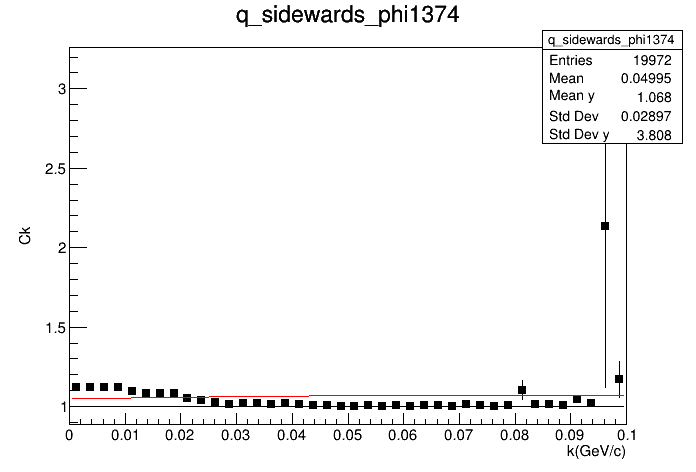 q_sidewards_phi1374
q_sidewards_phi1374
Entries 19972
Mean 0.04995
Mean y 1.068
Std Dev 0.02897
Std Dev y 3.808
Ck
3
2.5
2
1.5
1
0 0.01 0.02 0.03 0.04 0.05 0.06 0.07 0.08 0.09 0.1
k(GeV/c)